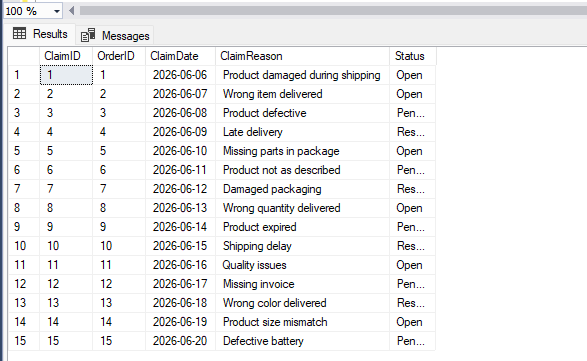 100 %
Results Messages
ClaimID OrderID ClaimDate ClaimReason Status
1 1 1 2026-06-06 Product damaged during shipping Open
2 2 2 2026-06-07 Wrong item delivered Open
3 3 3 2026-06-08 Product defective Pen...
4 4 4 2026-06-09 Late delivery Res...
5 5 5 2026-06-10 Missing parts in package Open
6 6 6 2026-06-11 Product not as described Pen...
7 7 7 2026-06-12 Damaged packaging Res...
8 8 8 2026-06-13 Wrong quantity delivered Open
9 9 9 2026-06-14 Product expired Pen...
10 10 10 2026-06-15 Shipping delay Res...
11 11 11 2026-06-16 Quality issues Open
12 12 12 2026-06-17 Missing invoice Pen...
13 13 13 2026-06-18 Wrong color delivered Res...
14 14 14 2026-06-19 Product size mismatch Open
15 15 15 2026-06-20 Defective battery Pen...